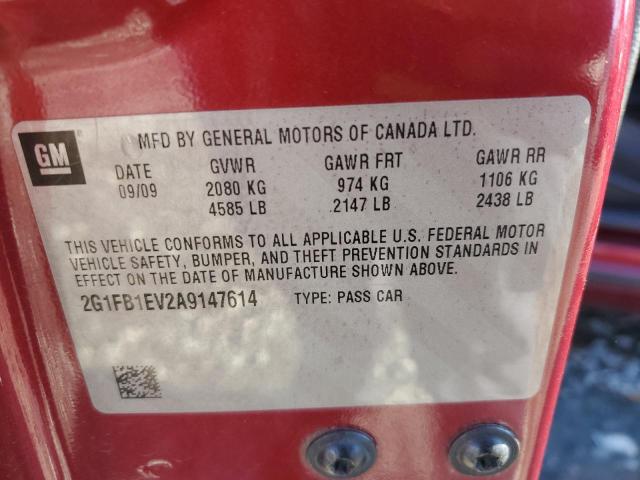 GM
MFD BY GENERAL MOTORS OF CANADA LTD.
DATE GVWR GAWR FRT GAWR RR
09/09 2080 KG 974 KG 1106 KG
4585 LB 2147 LB 2438 LB
THIS VEHICLE CONFORMS TO ALL APPLICABLE U.S. FEDERAL MOTOR
VEHICLE SAFETY, BUMPER, AND THEFT PREVENTION STANDARDS IN
EFFECT ON THE DATE OF MANUFACTURE SHOWN ABOVE.
2G1FB1EV2A9147614 TYPE: PASS CAR